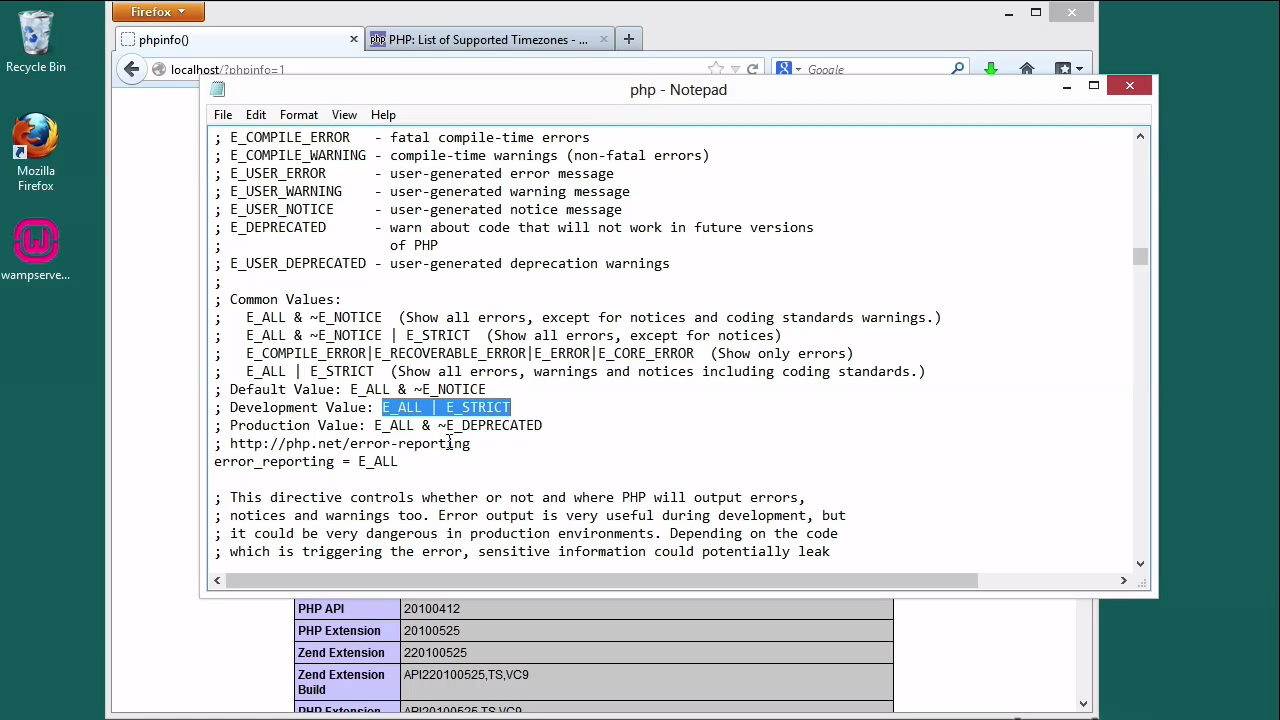 Recycle Bin
Mozilla
Firefox
wampserve...
Firefox
phpinfo()
PHP: List of Supported Timezones - ...
localhost/?phpinfo=1
Google
php - Notepad
File Edit Format View Help
; E_COMPILE_ERROR - fatal compile-time errors
; E_COMPILE_WARNING - compile-time warnings (non-fatal errors)
; E_USER_ERROR - user-generated error message
; E_USER_WARNING - user-generated warning message
; E_USER_NOTICE - user-generated notice message
; E_DEPRECATED - warn about code that will not work in future versions
; of PHP
; E_USER_DEPRECATED - user-generated deprecation warnings
;
; Common Values:
; E_ALL & ~E_NOTICE (Show all errors, except for notices and coding standards warnings.)
; E_ALL & ~E_NOTICE | E_STRICT (Show all errors, except for notices)
; E_COMPILE_ERROR|E_RECOVERABLE_ERROR|E_ERROR|E_CORE_ERROR (Show only errors)
; E_ALL | E_STRICT (Show all errors, warnings and notices including coding standards.)
; Default Value: E_ALL & ~E_NOTICE
; Development Value: E_ALL | E_STRICT
; Production Value: E_ALL & ~E_DEPRECATED
; http://php.net/error-reporting
error_reporting = E_ALL
; This directive controls whether or not and where PHP will output errors,
; notices and warnings too. Error output is very useful during development, but
; it could be very dangerous in production environments. Depending on the code
; which is triggering the error, sensitive information could potentially leak
PHP API 20100412
PHP Extension 20100525
Zend Extension 220100525
Zend Extension API220100525,TS,VC9
Build
PHP Extension API20100525,TS,VC9